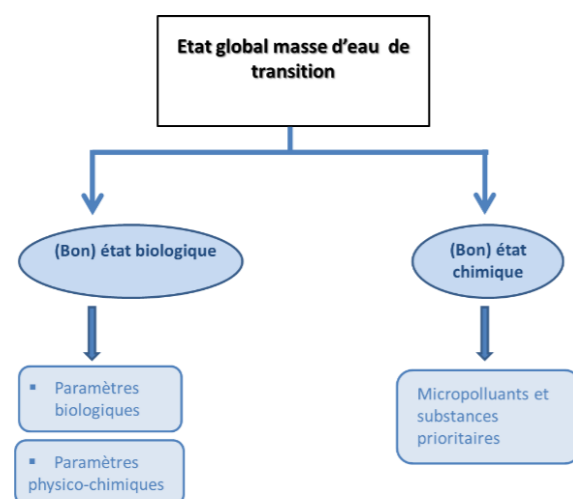 Etat global masse d'eau de
transition
(Bon) état biologique
(Bon) état
chimique
▪ Paramètres
biologiques
▪ Paramètres
physico-chimiques
Micropolluants et
substances
prioritaires